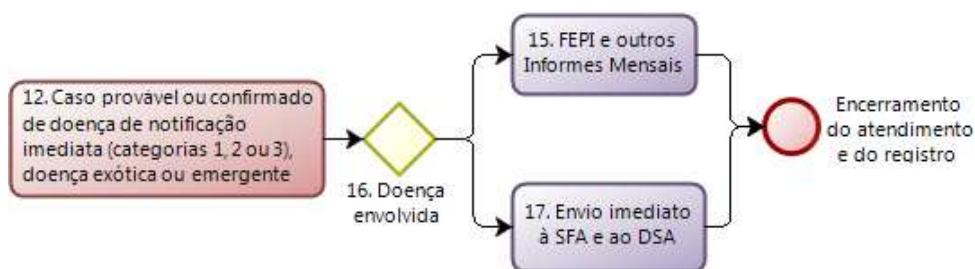 12. Caso provável ou confirmado
de doença de notificação
imediata (categorias 1, 2 ou 3),
doença exótica ou emergente
16. Doença
envolvida
15. FEPI e outros
Informes Mensais
17. Envio imediato
à SFA e ao DSA
Encerramento
do atendimento
e do registro